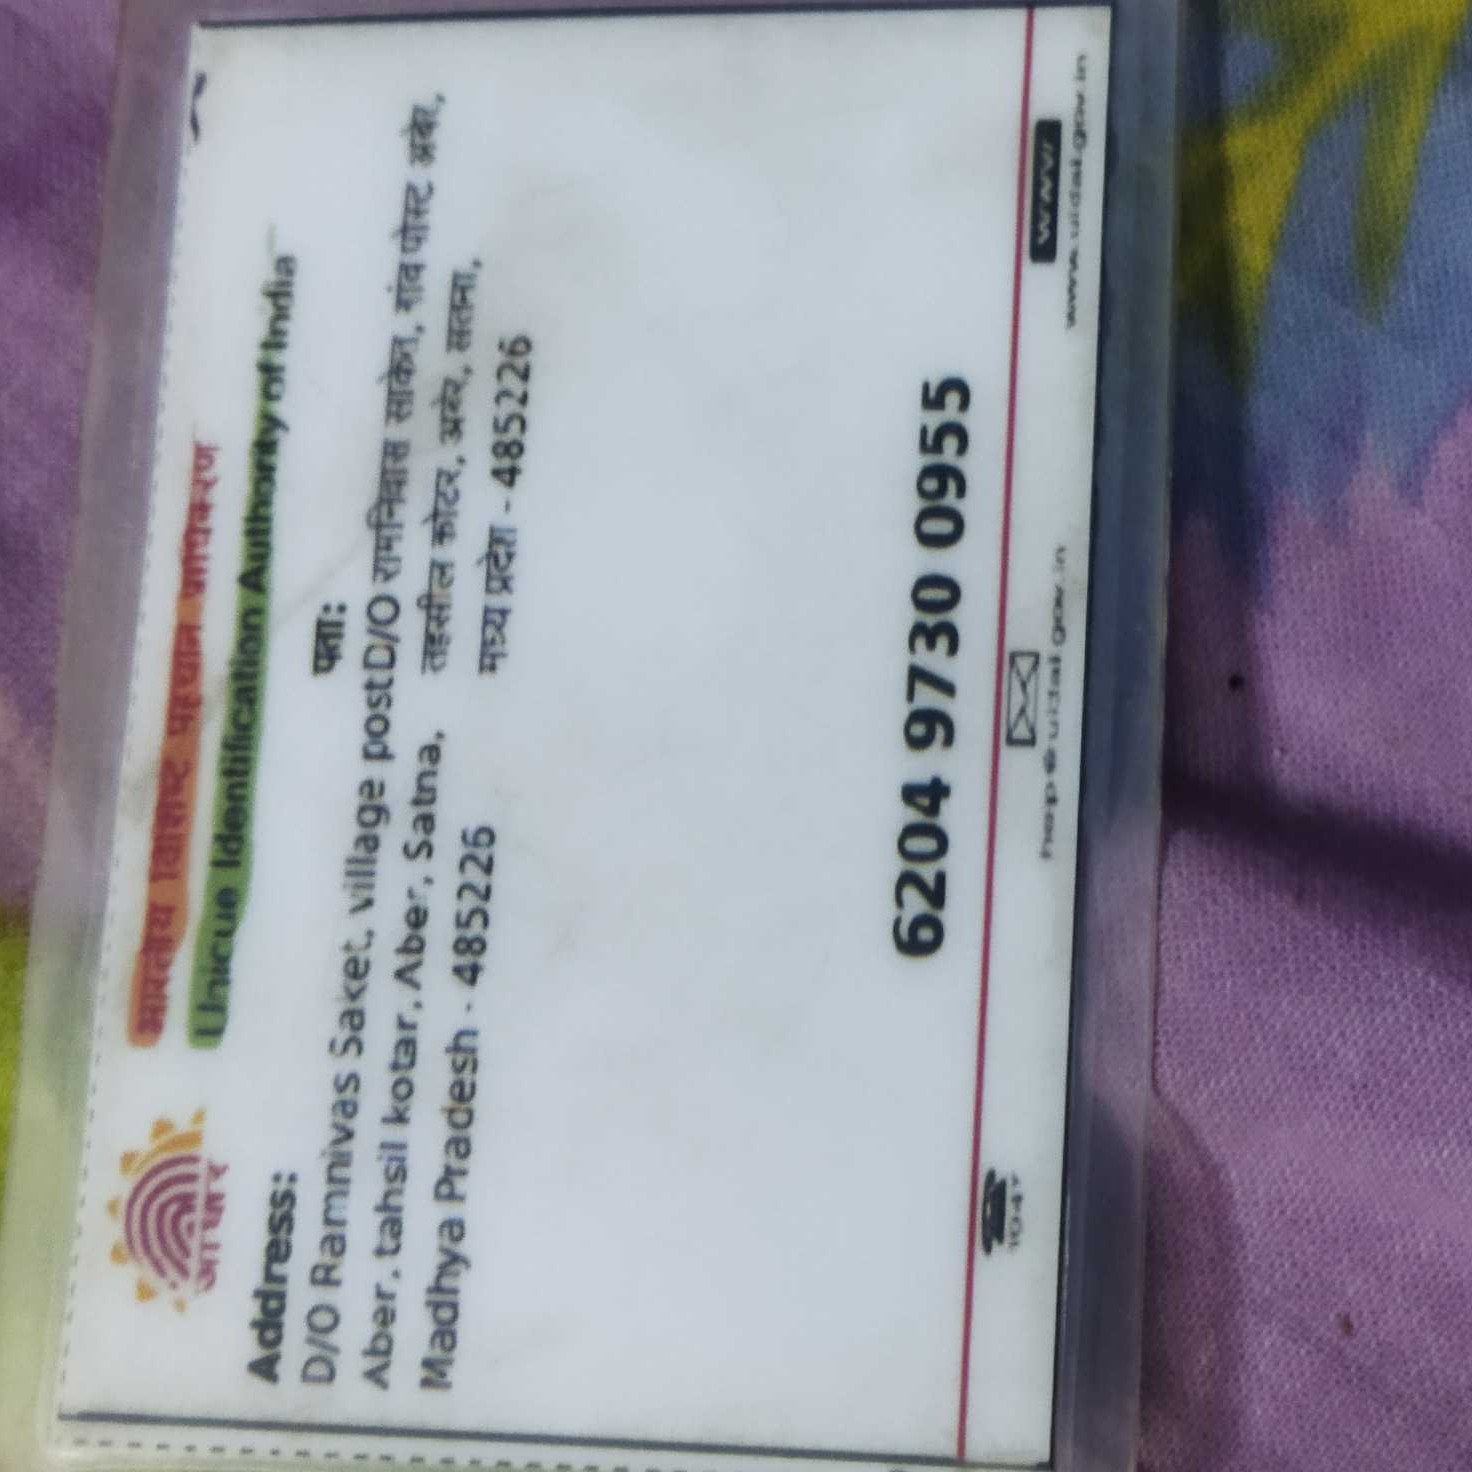 भारतीय विशिष्ट पहचान प्राधिकरण
Unique Identification Authority of India
आधार
Address:
D/O Ramnivas Saket, village post
Aber, tahsil kotar, Aber, Satna,
Madhya Pradesh - 485226
पता:
D/O रामनिवास साकेत, गांव पोस्ट अबेर,
तहसील कोटर, अबेर, सतना,
मध्य प्रदेश - 485226
6204 9730 0955
1947
help@uidai.gov.in
www
www.uidai.gov.in